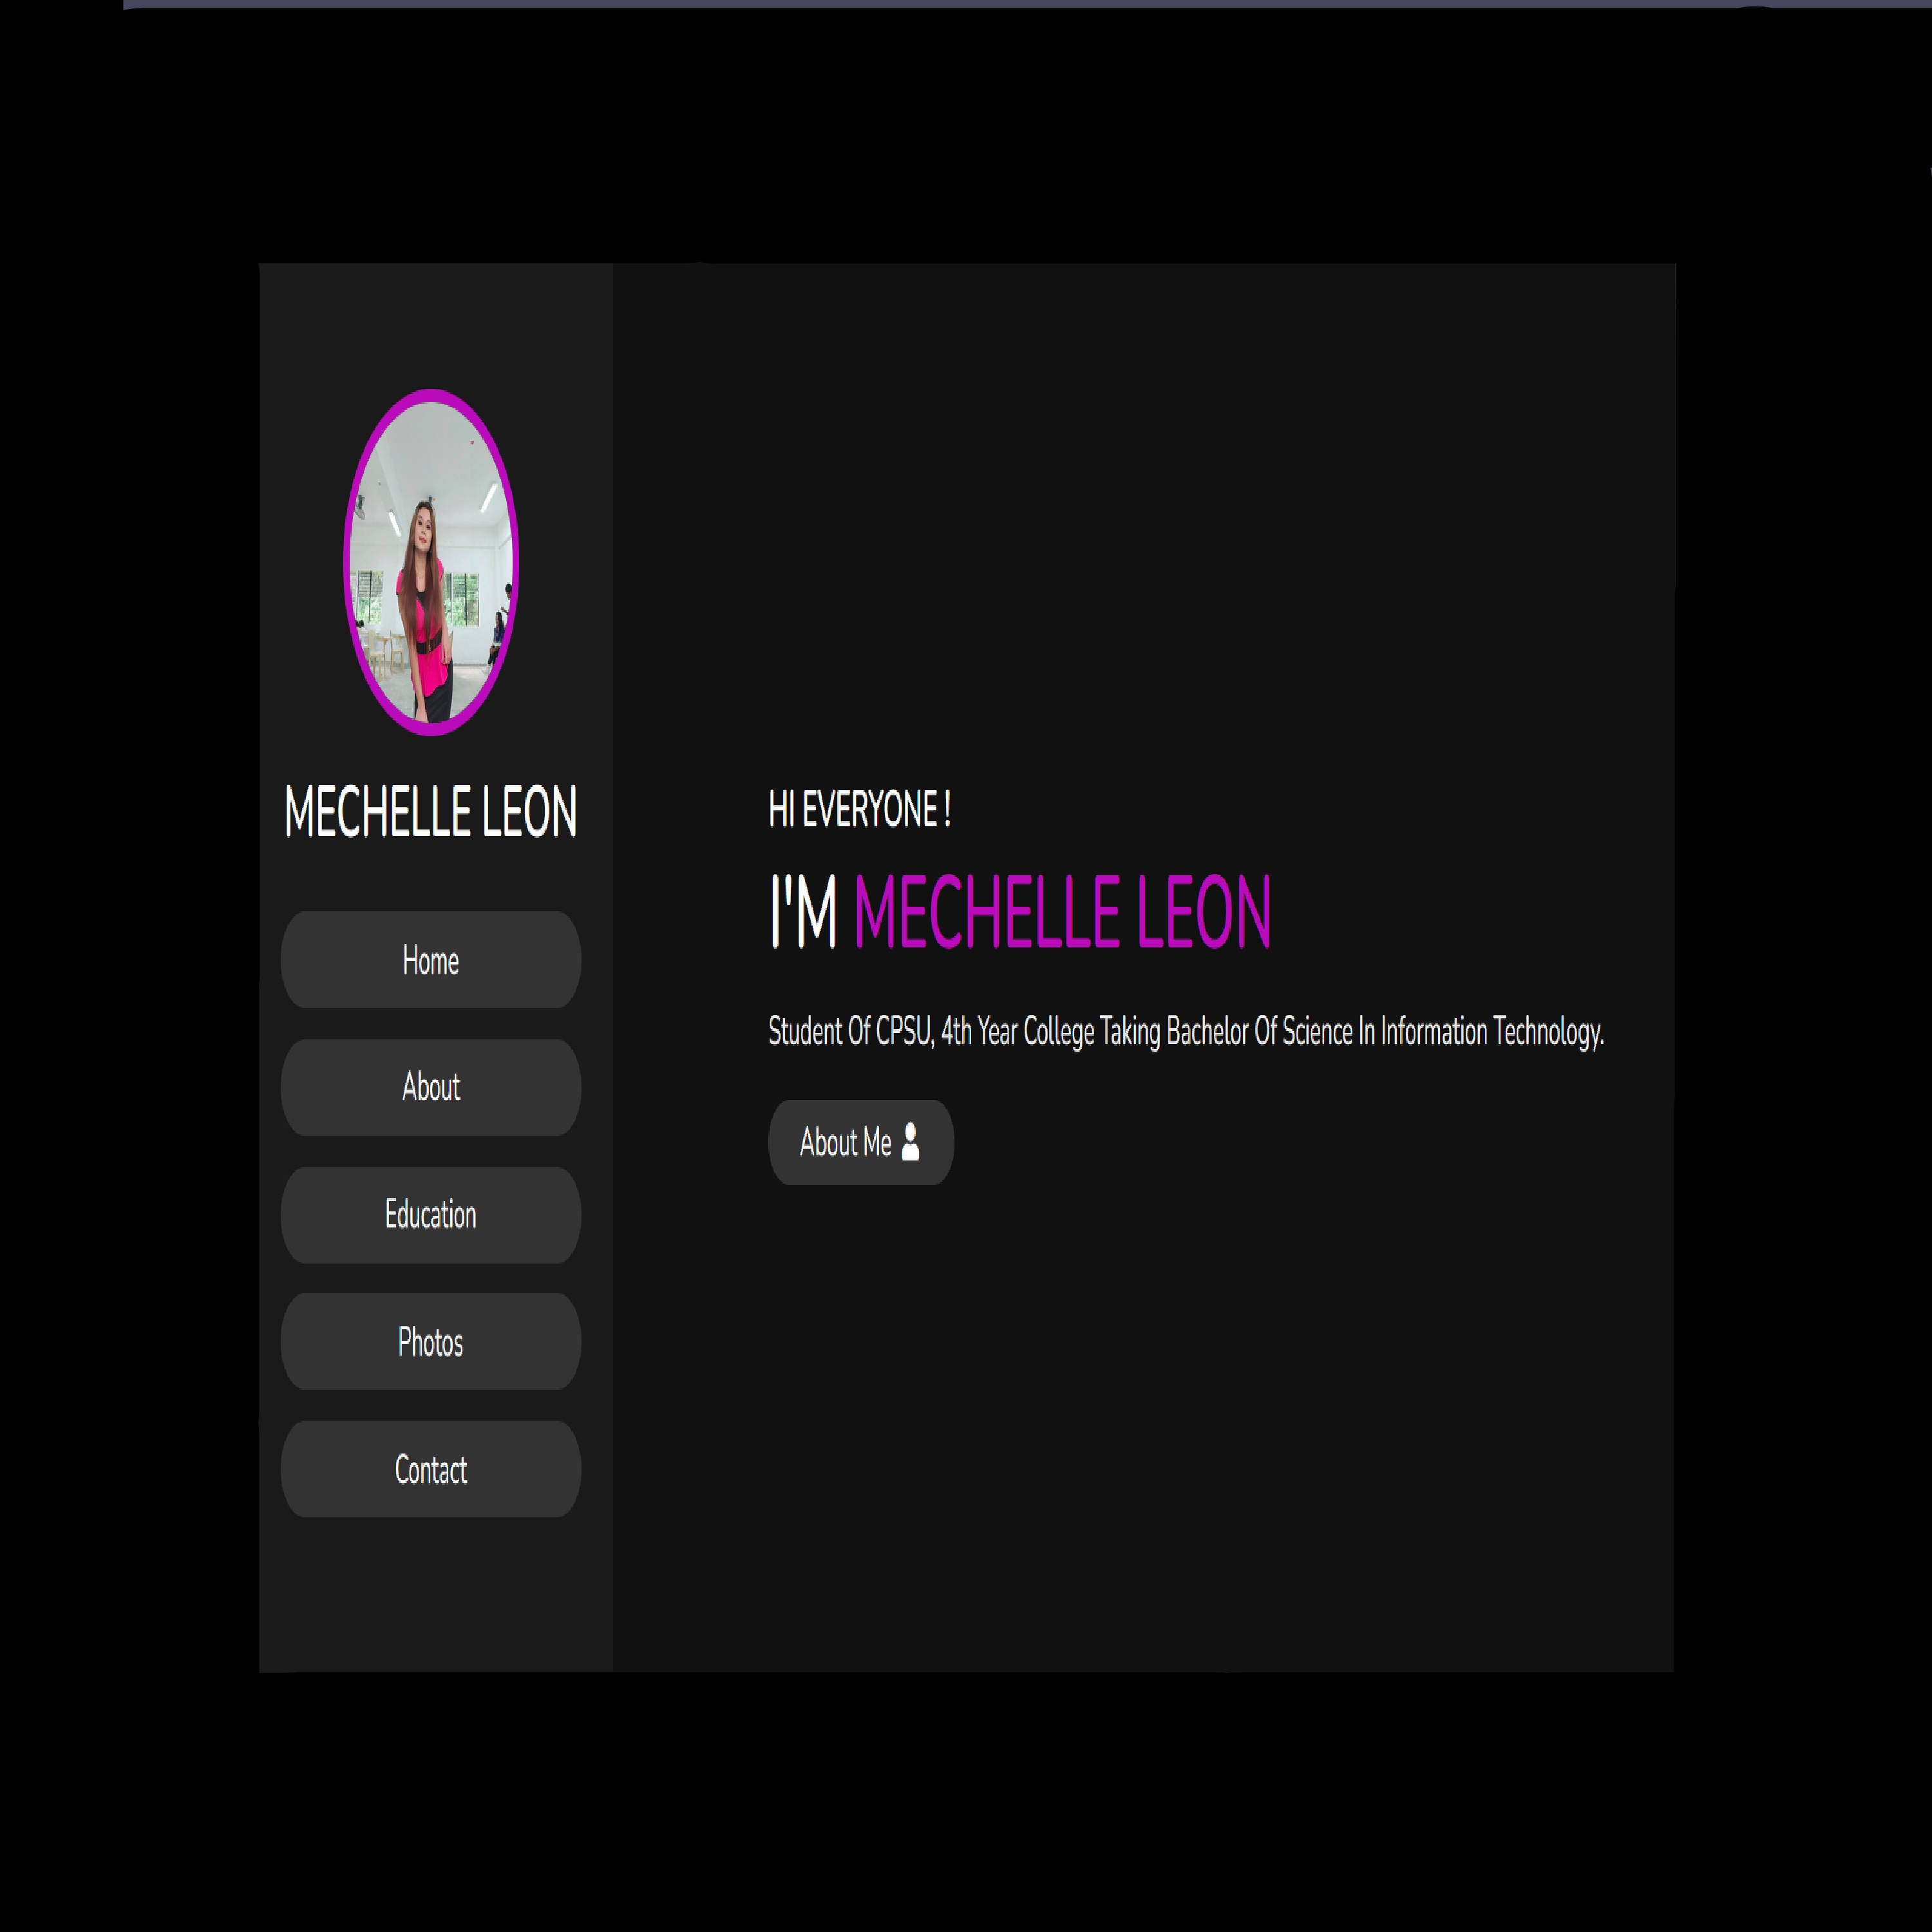 MECHELLE LEON
Home
About
Education
Photos
Contact
HI EVERYONE !
I'M MECHELLE LEON
Student Of CPSU, 4th Year College Taking Bachelor Of Science In Information Technology.
About Me